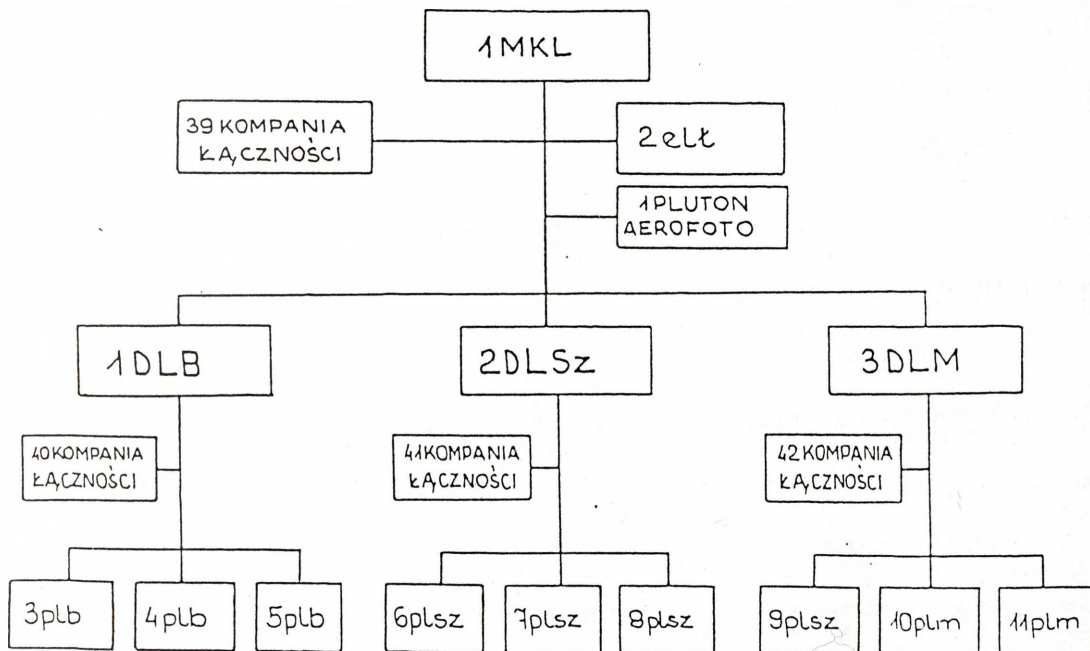 1MKL
39 KOMPANIA
ŁĄCZNOŚCI
2elt
1PLUTON
AEROFOTO
1DLB
2DLSz
3DLM
40KOMPANIA
ŁĄCZNOŚCI
41KOMPANIA
ŁĄCZNOŚCI
42KOMPANIA
ŁĄCZNOŚCI
3plb
4plb
5plb
6plsz
7plsz
8plsz
9plsz
10plm
11plm